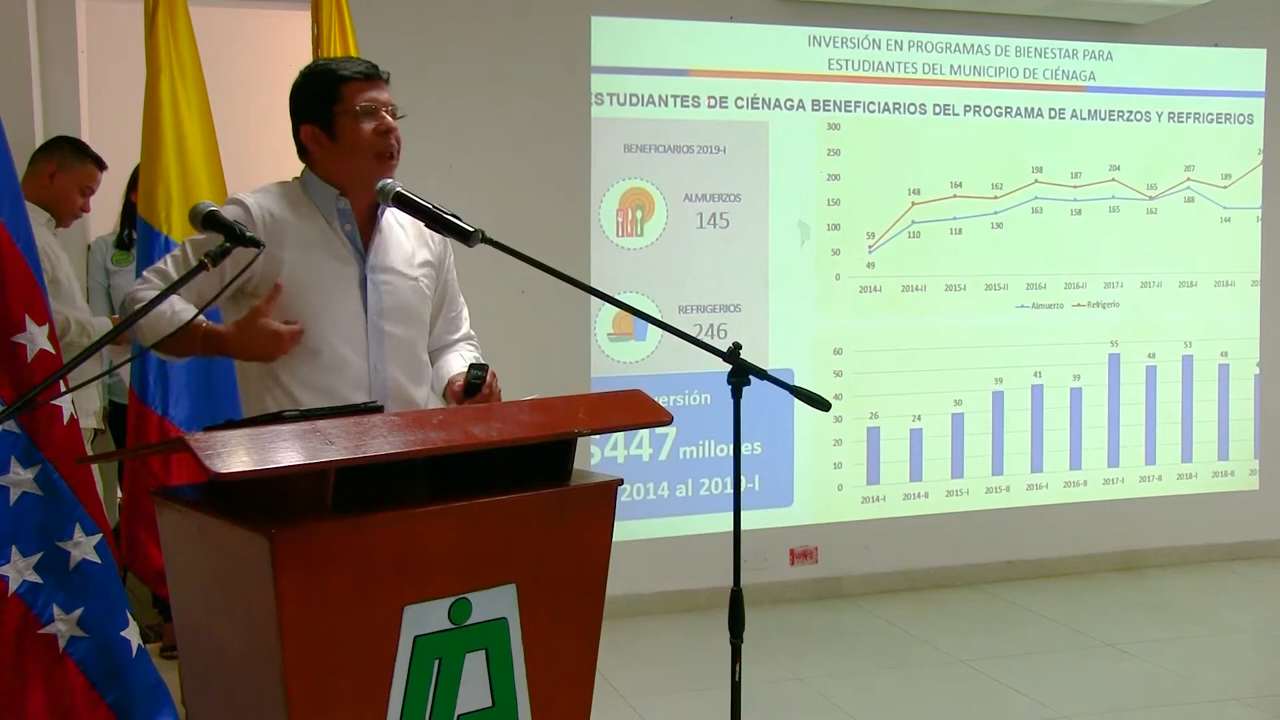 INVERSIÓN EN PROGRAMAS DE BIENESTAR PARA
ESTUDIANTES DEL MUNICIPIO DE CIÉNAGA
ESTUDIANTES DE CIÉNAGA BENEFICIARIOS DEL PROGRAMA DE ALMUERZOS Y REFRIGERIOS
BENEFICIARIOS 2019-I
ALMUERZOS
145
REFRIGERIOS
246
versión
$447 millones
2014 al 2019-I
300
250
200
150
100
50
0
59 148 164 162 198 187 204 165 207 189
49 110 118 130 163 158 165 162 188 144
2014-I 2014-II 2015-I 2015-II 2016-I 2016-II 2017-I 2017-II 2018-I 2018-II
Almuerzo Refrigerio
60
50
40
30
20
10
0
26 24 30 39 41 39 55 48 53 48
2014-I 2014-II 2015-I 2015-II 2016-I 2016-II 2017-I 2017-II 2018-I 2018-II